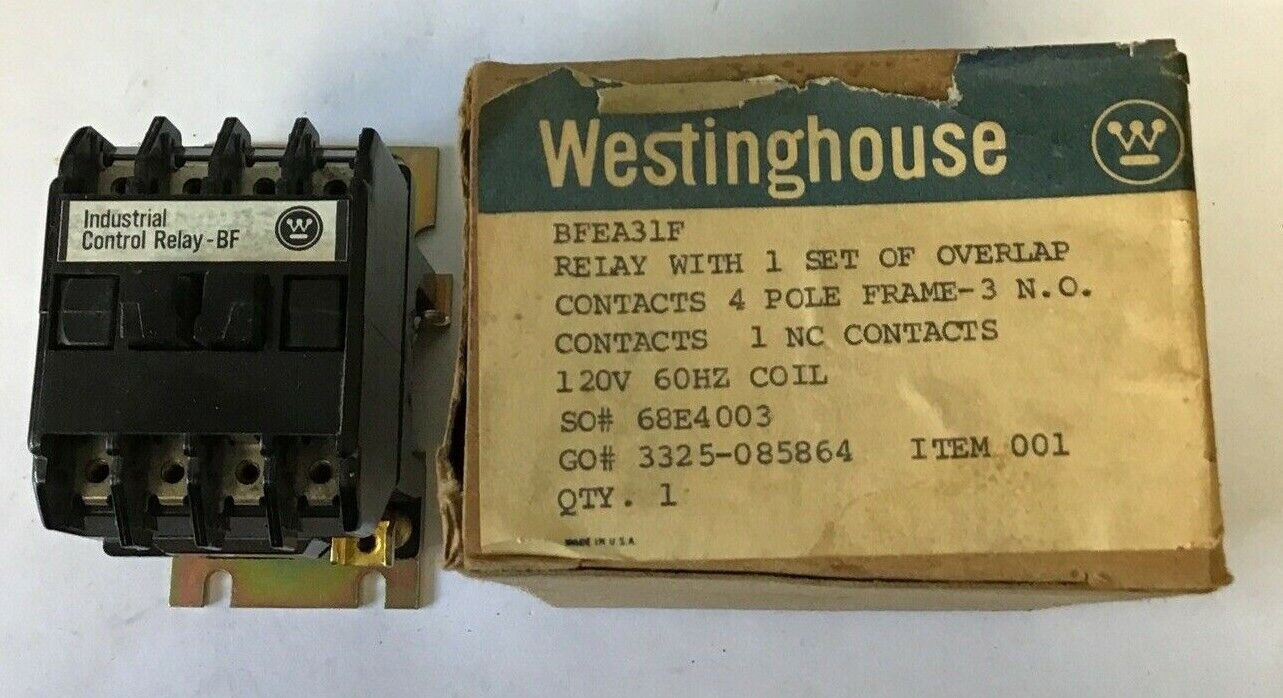 Industrial
Control Relay-BF
W
Westinghouse
W
BFEA31F
RELAY WITH 1 SET OF OVERLAP
CONTACTS 4 POLE FRAME-3 N.O.
CONTACTS 1 NC CONTACTS
120V 60HZ COIL
SO# 68E4003
GO# 3325-085864 ITEM 001
QTY. 1
MADE IN U.S.A.